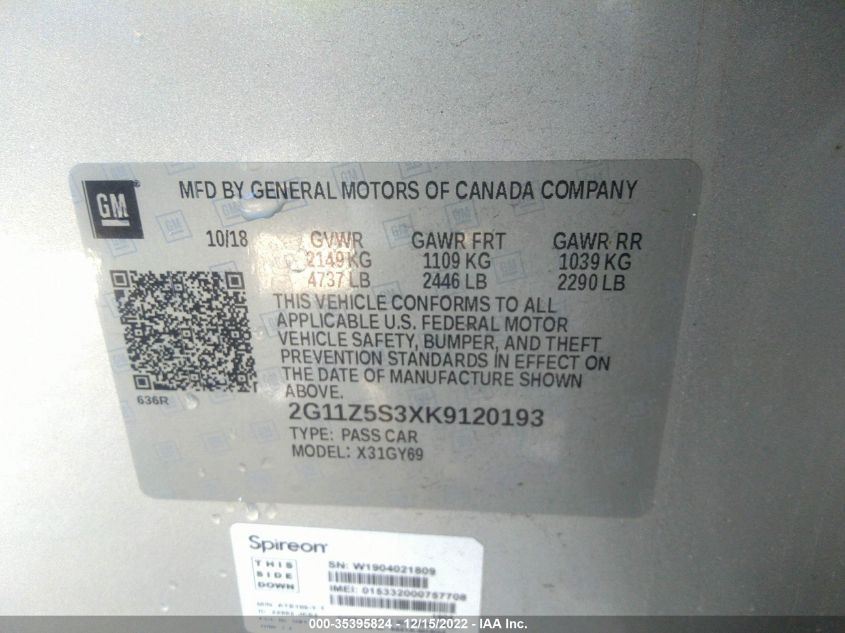 GM
MFD BY GENERAL MOTORS OF CANADA COMPANY
10/18 GVWR GAWR FRT GAWR RR
2149 KG 1109 KG 1039 KG
4737 LB 2446 LB 2290 LB
THIS VEHICLE CONFORMS TO ALL
APPLICABLE U.S. FEDERAL MOTOR
VEHICLE SAFETY, BUMPER, AND THEFT
PREVENTION STANDARDS IN EFFECT ON
THE DATE OF MANUFACTURE SHOWN
ABOVE.
636R
2G11Z5S3XK9120193
TYPE: PASS CAR
MODEL: X31GY69
Spireon
THIS
SIDE
DOWN
SN: W1904021809
IMEI: 015332000757708
000-35395824 - 12/15/2022 - IAA Inc.